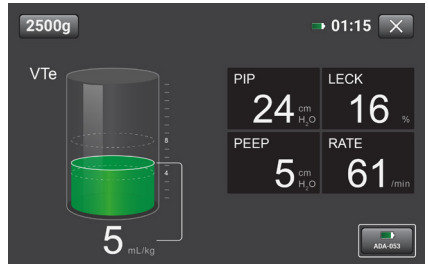 2500g
01:15
VTe
8
4
5 mL/kg
PIP
24 cm H₂O
LECK
16 %
PEEP
5 cm H₂O
RATE
61 /min
ADA-053